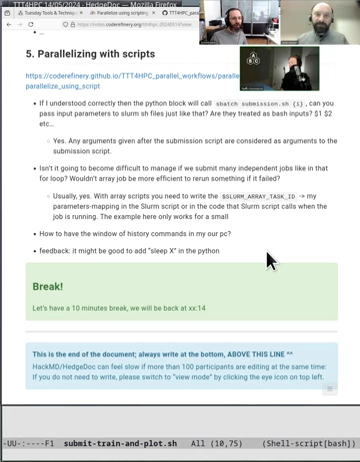 TTT4HPC 14/05/2024 - HedgeDoc — Mozilla Firefox
Tuesday Tools & Techniqu
Parallelize using scripting
TTT4HPC_parallel_workf
https://notes.coderefinery.org/
5. Parallelizing with scripts
https://coderefinery.github.io/TTT4HPC_parallel_workflows/paralle
parallelize_using_script
If I understood correctly then the python block will call sbatch submission.sh {i}, can you
pass input parameters to slurm sh files just like that? Are they treated as bash inputs? $1 $2
etc...
Yes. Any arguments given after the submission script are considered as arguments to the
submission script.
Isn't it going to become difficult to manage if we submit many independent jobs like in that
for loop? Wouldn't array job be more efficient to rerun something if it failed?
Usually, yes. With array scripts you need to write the $SLURM_ARRAY_TASK_ID -> my
parameters-mapping in the Slurm script or in the code that Slurm script calls when the
job is running. The example here only works for a small
How to have the window of history commands in my our pc?
feedback: it might be good to add "sleep X" in the python
Break!
Let's have a 10 minutes break, we will be back at xx:14
This is the end of the document; always write at the bottom, ABOVE THIS LINE ^^
HackMD/HedgeDoc can feel slow if more than 100 participants are editing at the same time:
If you do not need to write, please switch to "view mode" by clicking the eye icon on top left.
-UU-:----F1 submit-train-and-plot.sh All (10,75) (Shell-script[bash])